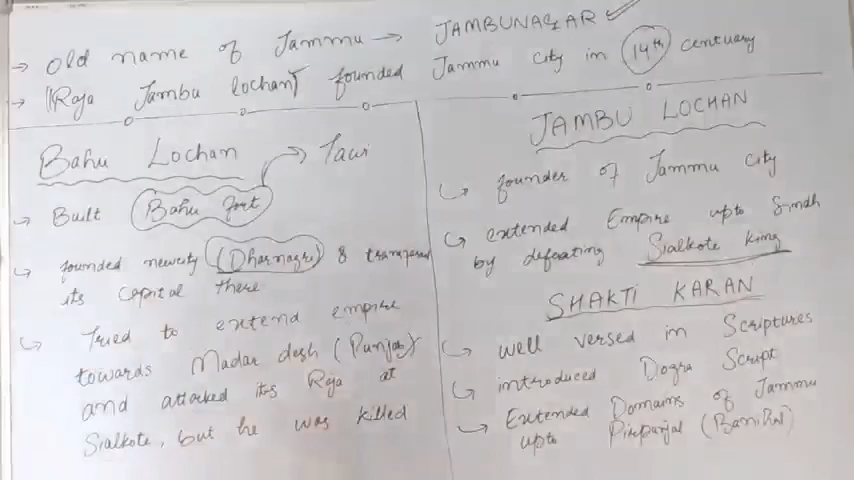 → Old name of Jammu → JAMBUNAGAR ✓
→ "Raja Jambu lochan" founded Jammu city in 14th centuary
Bahu Lochan
→ Tawi
→ Built Bahu fort
↳ founded newcity (Dharnagri) & transfered
its capital there
↳ Tried to extend empire
towards Madar desh (Punjab)
and attacked its Raja at
Sialkote, but he was killed
JAMBU LOCHAN
↳ founder of Jammu City
↳ extended Empire upto Sindh
by defeating Sialkote King
SHAKTI KARAN
↳ well versed in Scriptures
↳ introduced Dogra Script
↳ Extended Domains of Jammu
upto Pirpanjal (Banihal)